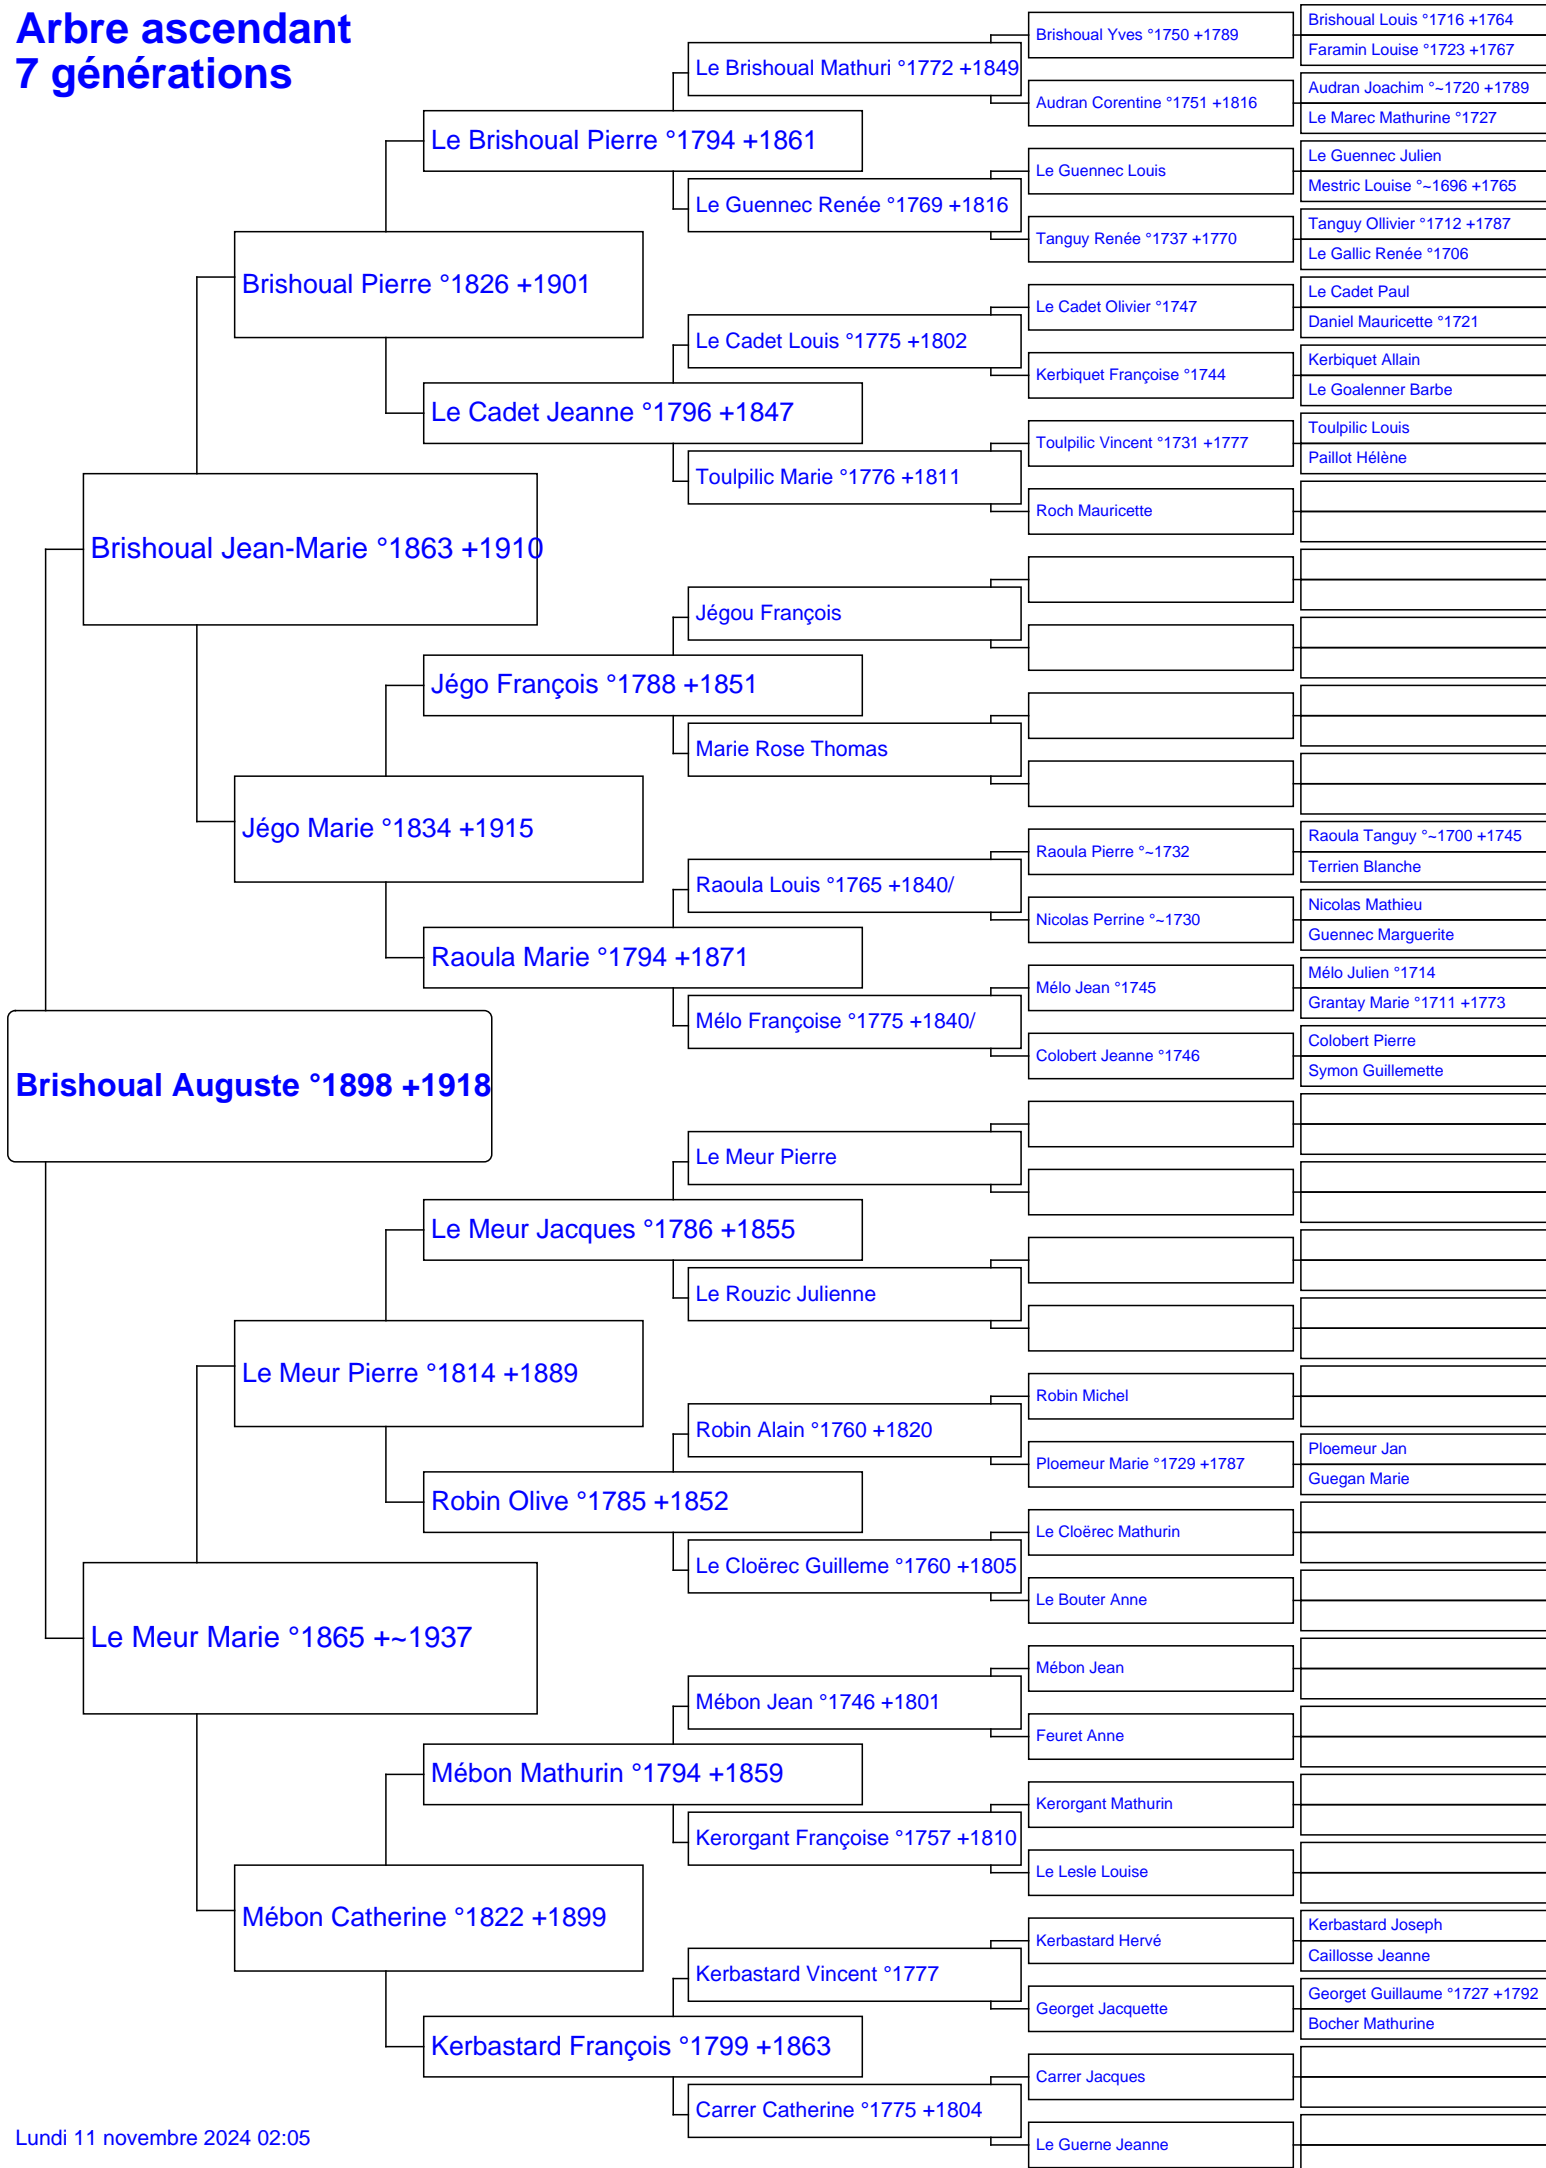 Arbre ascendant
7 générations
Brishoual Auguste °1898 +1918
Brishoual Jean-Marie °1863 +1910
Le Meur Marie °1865 +~1937
Brishoual Pierre °1826 +1901
Jégo Marie °1834 +1915
Le Meur Pierre °1814 +1889
Mébon Catherine °1822 +1899
Le Brishoual Pierre °1794 +1861
Le Cadet Jeanne °1796 +1847
Jégo François °1788 +1851
Raoula Marie °1794 +1871
Le Meur Jacques °1786 +1855
Robin Olive °1785 +1852
Mébon Mathurin °1794 +1859
Kerbastard François °1799 +1863
Le Brishoual Mathuri °1772 +1849
Le Guennec Renée °1769 +1816
Le Cadet Louis °1775 +1802
Toulpilic Marie °1776 +1811
Jégou François
Marie Rose Thomas
Raoula Louis °1765 +1840/
Mélo Françoise °1775 +1840/
Le Meur Pierre
Le Rouzic Julienne
Robin Alain °1760 +1820
Le Cloërec Guilleme °1760 +1805
Mébon Jean °1746 +1801
Kerorgant Françoise °1757 +1810
Kerbastard Vincent °1777
Carrer Catherine °1775 +1804
Brishoual Yves °1750 +1789
Audran Corentine °1751 +1816
Le Guennec Louis
Tanguy Renée °1737 +1770
Le Cadet Olivier °1747
Kerbiquet Françoise °1744
Toulpilic Vincent °1731 +1777
Roch Mauricette
Raoula Pierre °~1732
Nicolas Perrine °~1730
Mélo Jean °1745
Colobert Jeanne °1746
Robin Michel
Ploemeur Marie °1729 +1787
Le Cloërec Mathurin
Le Bouter Anne
Mébon Jean
Feuret Anne
Kerorgant Mathurin
Le Lesle Louise
Kerbastard Hervé
Georget Jacquette
Carrer Jacques
Le Guerne Jeanne
Brishoual Louis °1716 +1764
Faramin Louise °1723 +1767
Audran Joachim °~1720 +1789
Le Marec Mathurine °1727
Le Guennec Julien
Mestric Louise °~1696 +1765
Tanguy Ollivier °1712 +1787
Le Gallic Renée °1706
Le Cadet Paul
Daniel Mauricette °1721
Kerbiquet Allain
Le Goalenner Barbe
Toulpilic Louis
Paillot Hélène
Raoula Tanguy °~1700 +1745
Terrien Blanche
Nicolas Mathieu
Guennec Marguerite
Mélo Julien °1714
Grantay Marie °1711 +1773
Colobert Pierre
Symon Guillemette
Ploemeur Jan
Guegan Marie
Kerbastard Joseph
Caillosse Jeanne
Georget Guillaume °1727 +1792
Bocher Mathurine
Lundi 11 novembre 2024 02:05